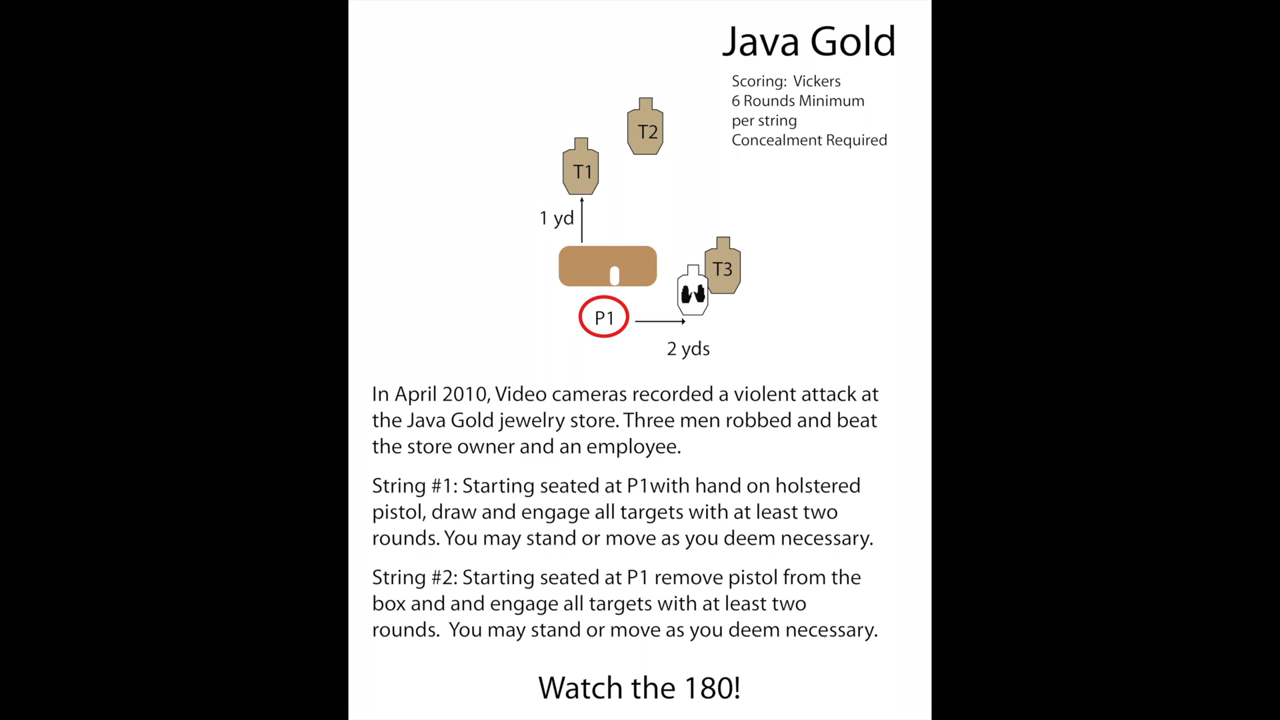 Java Gold
Scoring:  Vickers
6 Rounds Minimum
per string
Concealment Required
T2
T1
1 yd
T3
P1
2 yds
In April 2010, Video cameras recorded a violent attack at
the Java Gold jewelry store. Three men robbed and beat
the store owner and an employee.
String #1: Starting seated at P1with hand on holstered
pistol, draw and engage all targets with at least two
rounds. You may stand or move as you deem necessary.
String #2: Starting seated at P1 remove pistol from the
box and and engage all targets with at least two
rounds.  You may stand or move as you deem necessary.
Watch the 180!